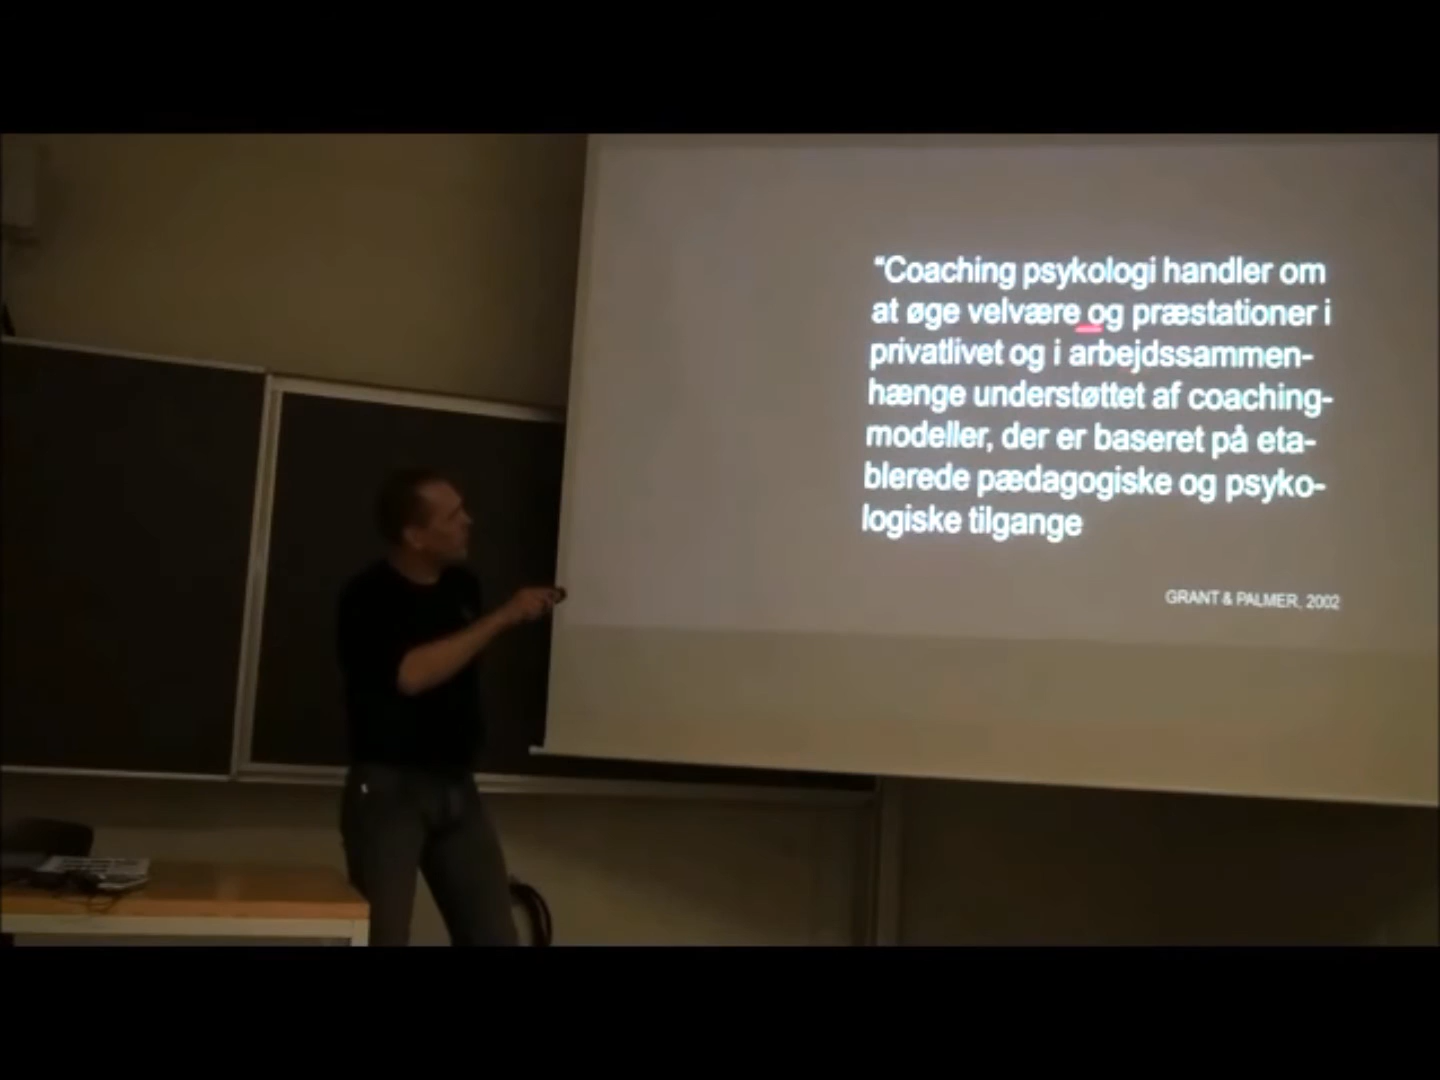 “Coaching psykologi handler om
at øge velvære og præstationer i
privatlivet og i arbejdssammen-
hænge understøttet af coaching-
modeller, der er baseret på eta-
blerede pædagogiske og psyko-
logiske tilgange
GRANT & PALMER, 2002